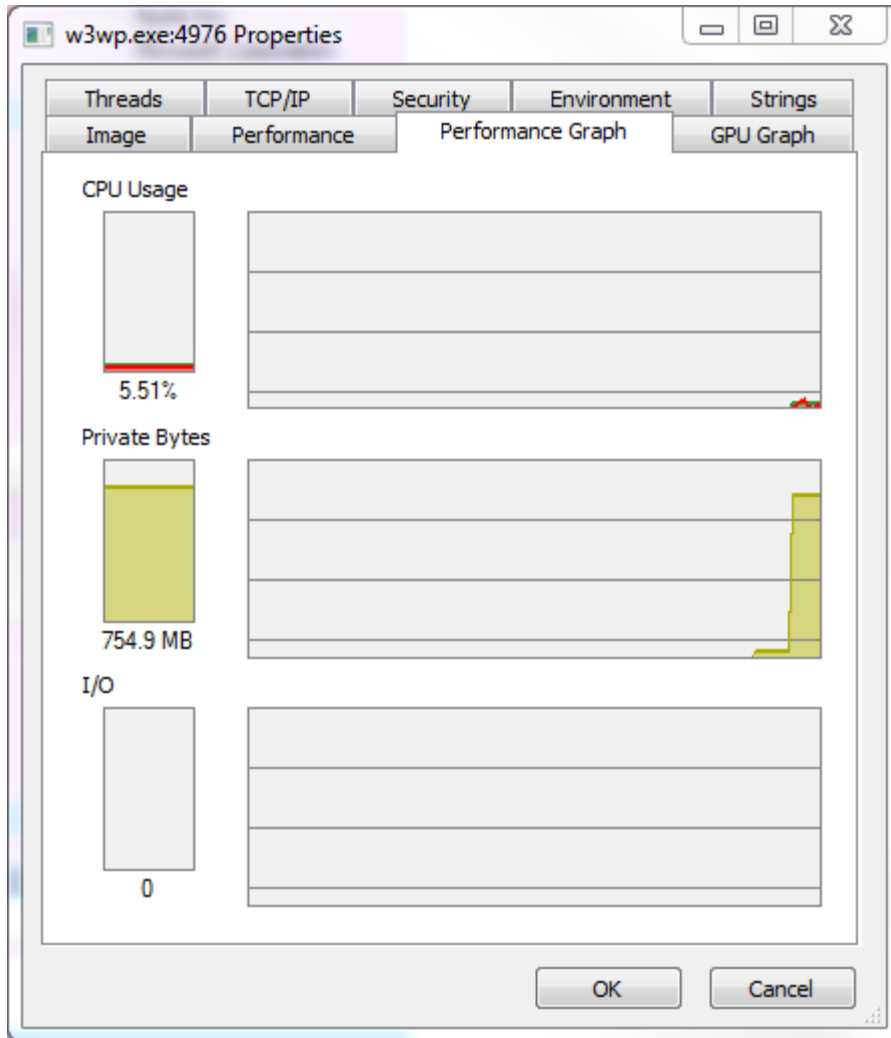 w3wp.exe:4976 Properties
Threads TCP/IP Security Environment Strings
Image Performance Performance Graph GPU Graph
CPU Usage
5.51%
Private Bytes
754.9 MB
I/O
0
OK Cancel